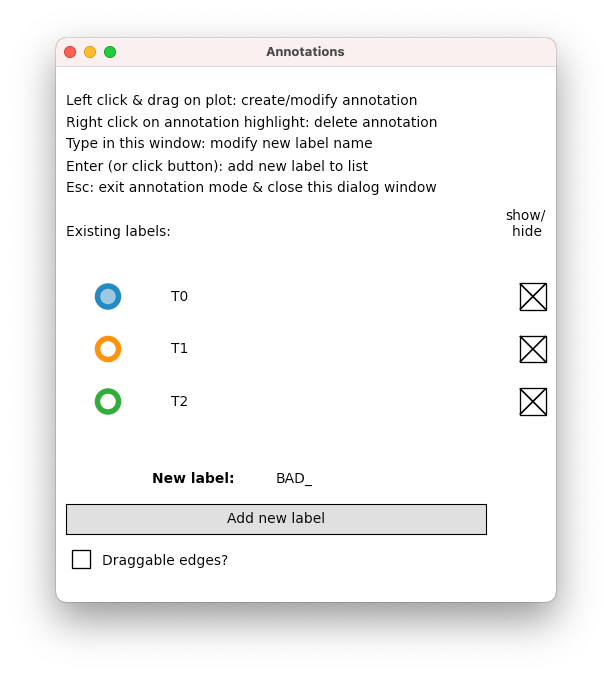 Annotations
Left click & drag on plot: create/modify annotation
Right click on annotation highlight: delete annotation
Type in this window: modify new label name
Enter (or click button): add new label to list
Esc: exit annotation mode & close this dialog window
show/
hide
Existing labels:
T0
T1
T2
New label: BAD_
Add new label
Draggable edges?